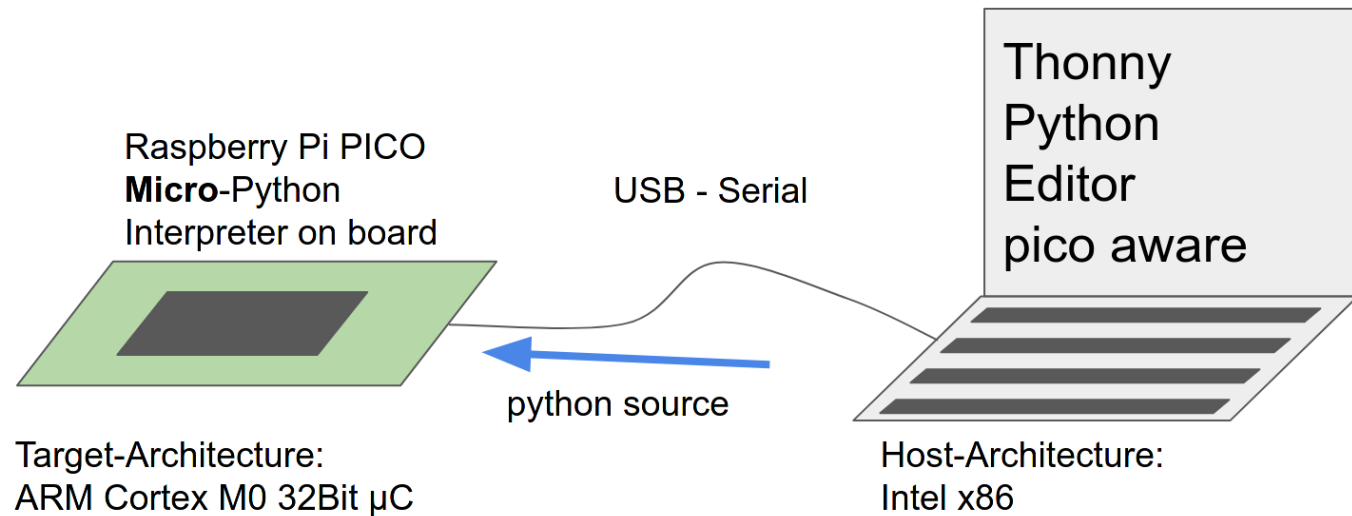 Raspberry Pi PICO
Micro-Python
Interpreter on board
USB - Serial
Thonny
Python
Editor
pico aware
python source
Target-Architecture:
ARM Cortex M0 32Bit µC
Host-Architecture:
Intel x86